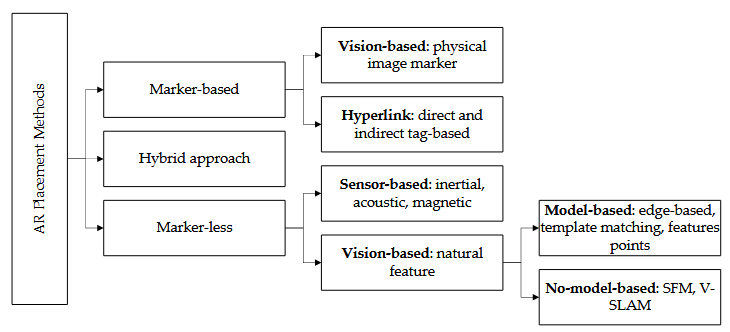 AR Placement Methods
Marker-based
Vision-based: physical
image marker
Hyperlink: direct and
indirect tag-based
Hybrid approach
Marker-less
Sensor-based: inertial,
acoustic, magnetic
Vision-based: natural
feature
Model-based: edge-based,
template matching, features
points
No-model-based: SFM, V-
SLAM